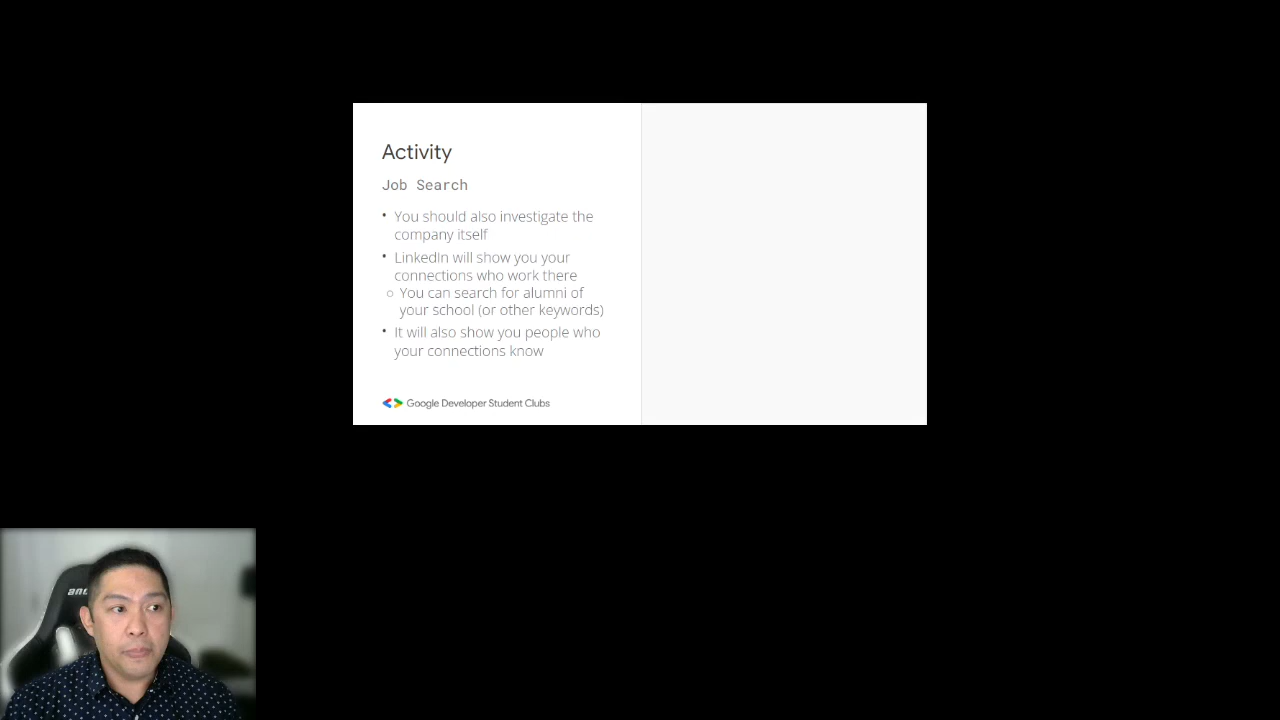 Activity
Job Search
• You should also investigate the
company itself
• LinkedIn will show you your
connections who work there
○ You can search for alumni of
your school (or other keywords)
• It will also show you people who
your connections know
Google Developer Student Clubs